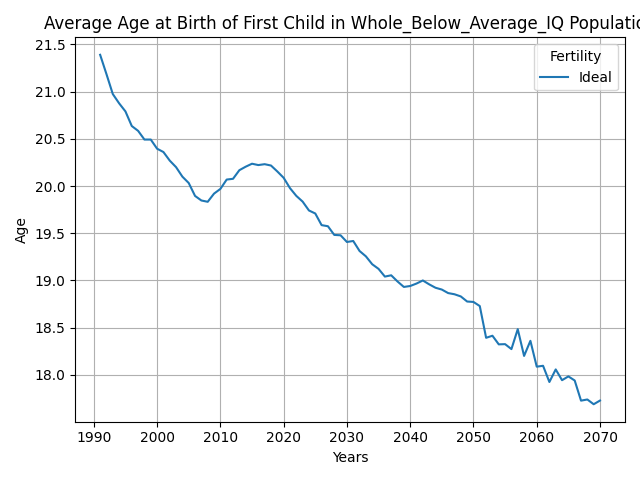 Average Age at Birth of First Child in Whole_Below_Average_IQ Populatio
21.5
21.0
20.5
20.0
19.5
19.0
18.5
18.0
Age
Fertility
Ideal
1990 2000 2010 2020 2030 2040 2050 2060 2070
Years